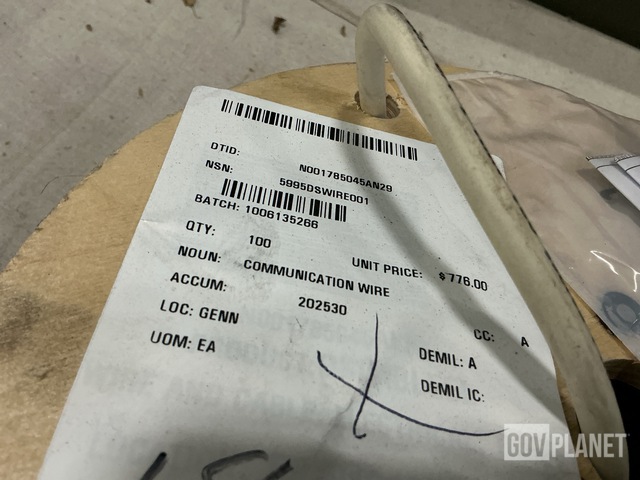 DTID: N001785045AN29
NSN: 5995DSWIRE001
BATCH: 1006135266
QTY: 100
UNIT PRICE: $ 776.00
NOUN: COMMUNICATION WIRE
ACCUM: 202530
CC: A
LOC: GENN
DEMIL: A
UOM: EA
DEMIL IC:
GOVPLANET